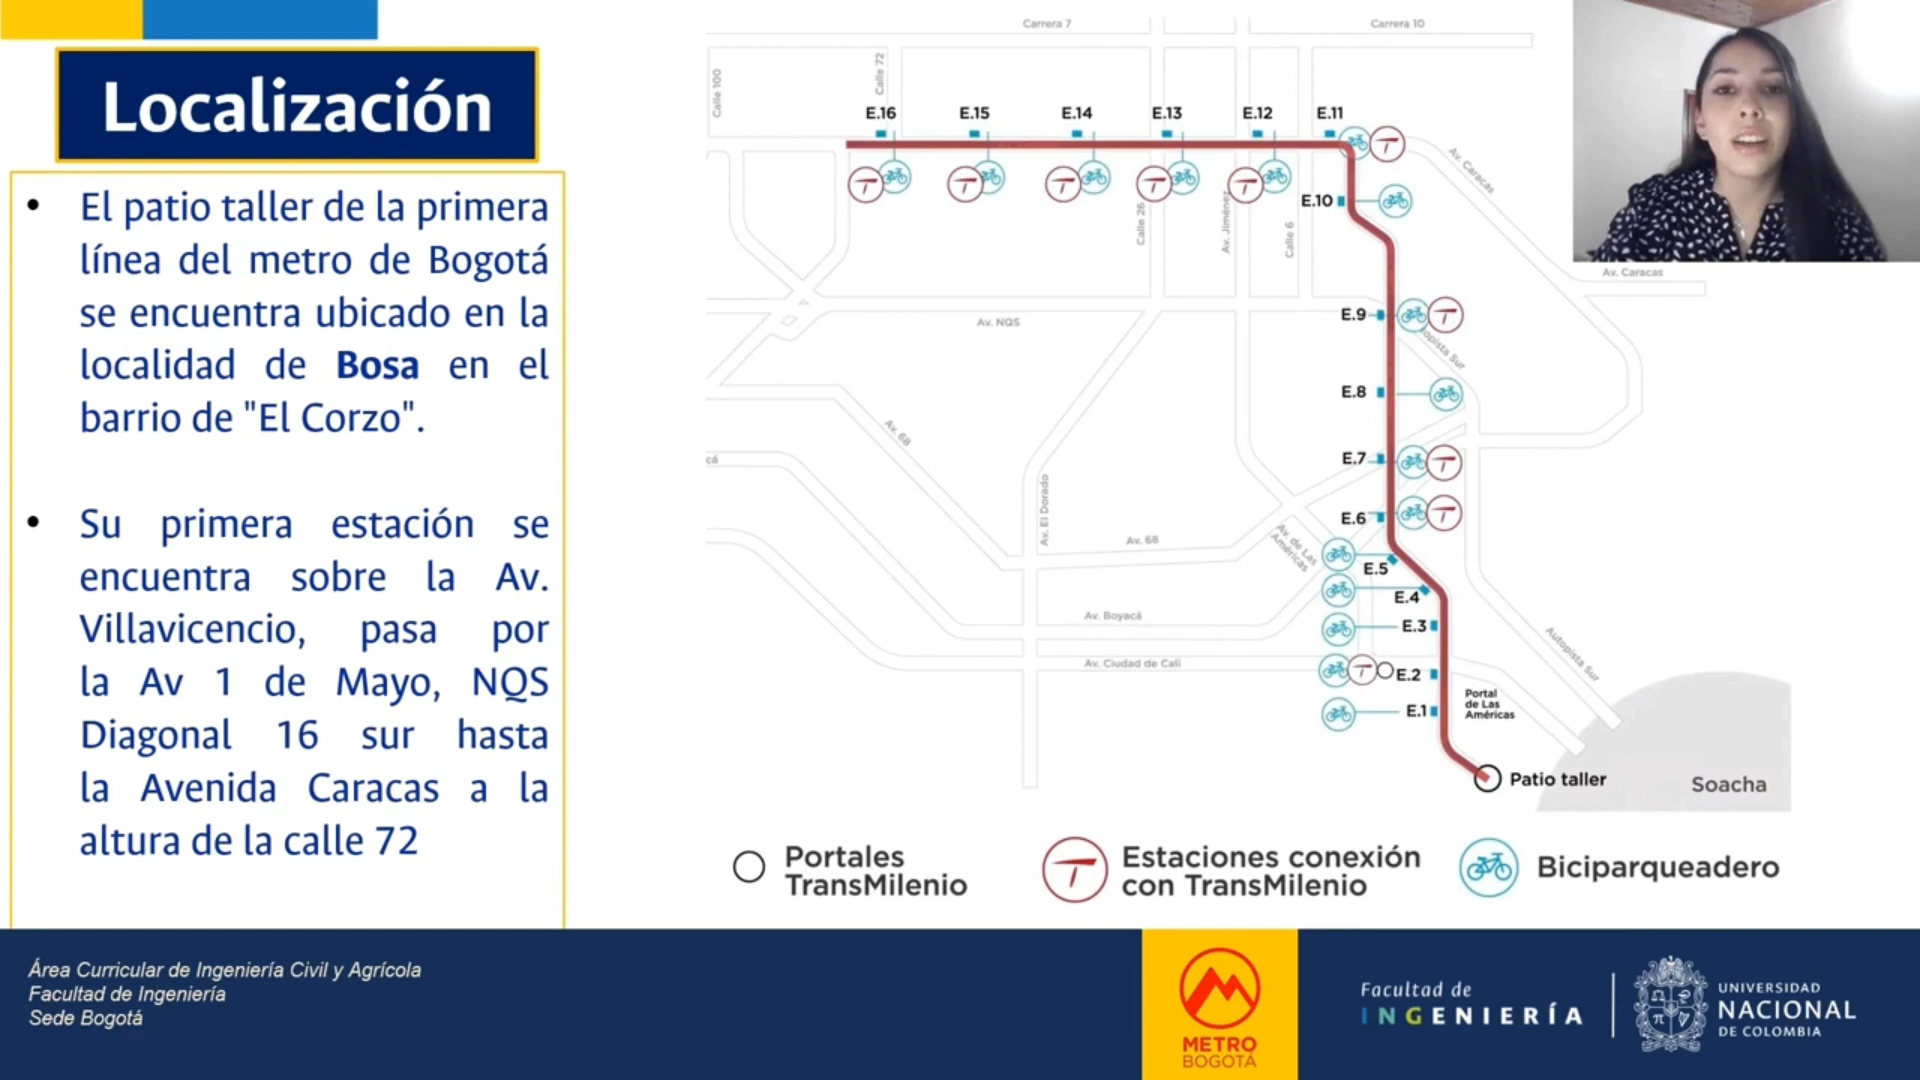 Localización
• El patio taller de la primera
línea del metro de Bogotá
se encuentra ubicado en la
localidad de Bosa en el
barrio de "El Corzo".
• Su primera estación se
encuentra sobre la Av.
Villavicencio, pasa por
la Av 1 de Mayo, NQS
Diagonal 16 sur hasta
la Avenida Caracas a la
altura de la calle 72
Carrera 7
Carrera 10
Calle 100
Calle 72
E.16
E.15
E.14
E.13
E.12
E.11
Av. Caracas
E.10
Calle 26
Av. Jiménez
Calle 6
Av. Caracas
E.9
Av. NQS
E.8
Av. 68
cá
E.7
E.6
Av. El Dorado
Av. 68
Av. de Las
Américas
E.5
E.4
Av. Boyacá
E.3
Av. Ciudad de Cali
E.2
Autopista Sur
E.1
Portal
de Las
Américas
Patio taller
Soacha
Portales
TransMilenio
Estaciones conexión
con TransMilenio
Biciparqueadero
Área Curricular de Ingeniería Civil y Agrícola
Facultad de Ingeniería
Sede Bogotá
METRO
BOGOTÁ
Facultad de
INGENIERÍA
UNIVERSIDAD
NACIONAL
DE COLOMBIA